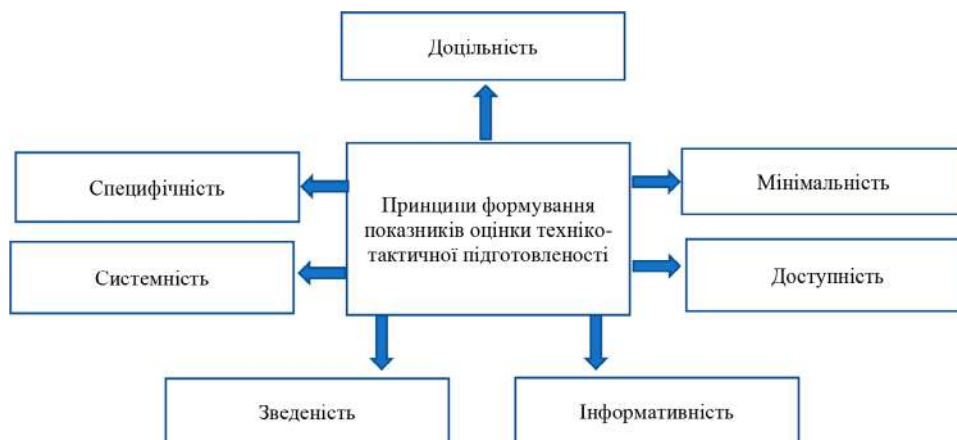 Доцільність
Специфічність
Мінімальність
Принципи формування
показників оцінки техніко-
тактичної підготовленості
Системність
Доступність
Зведеність
Інформативність